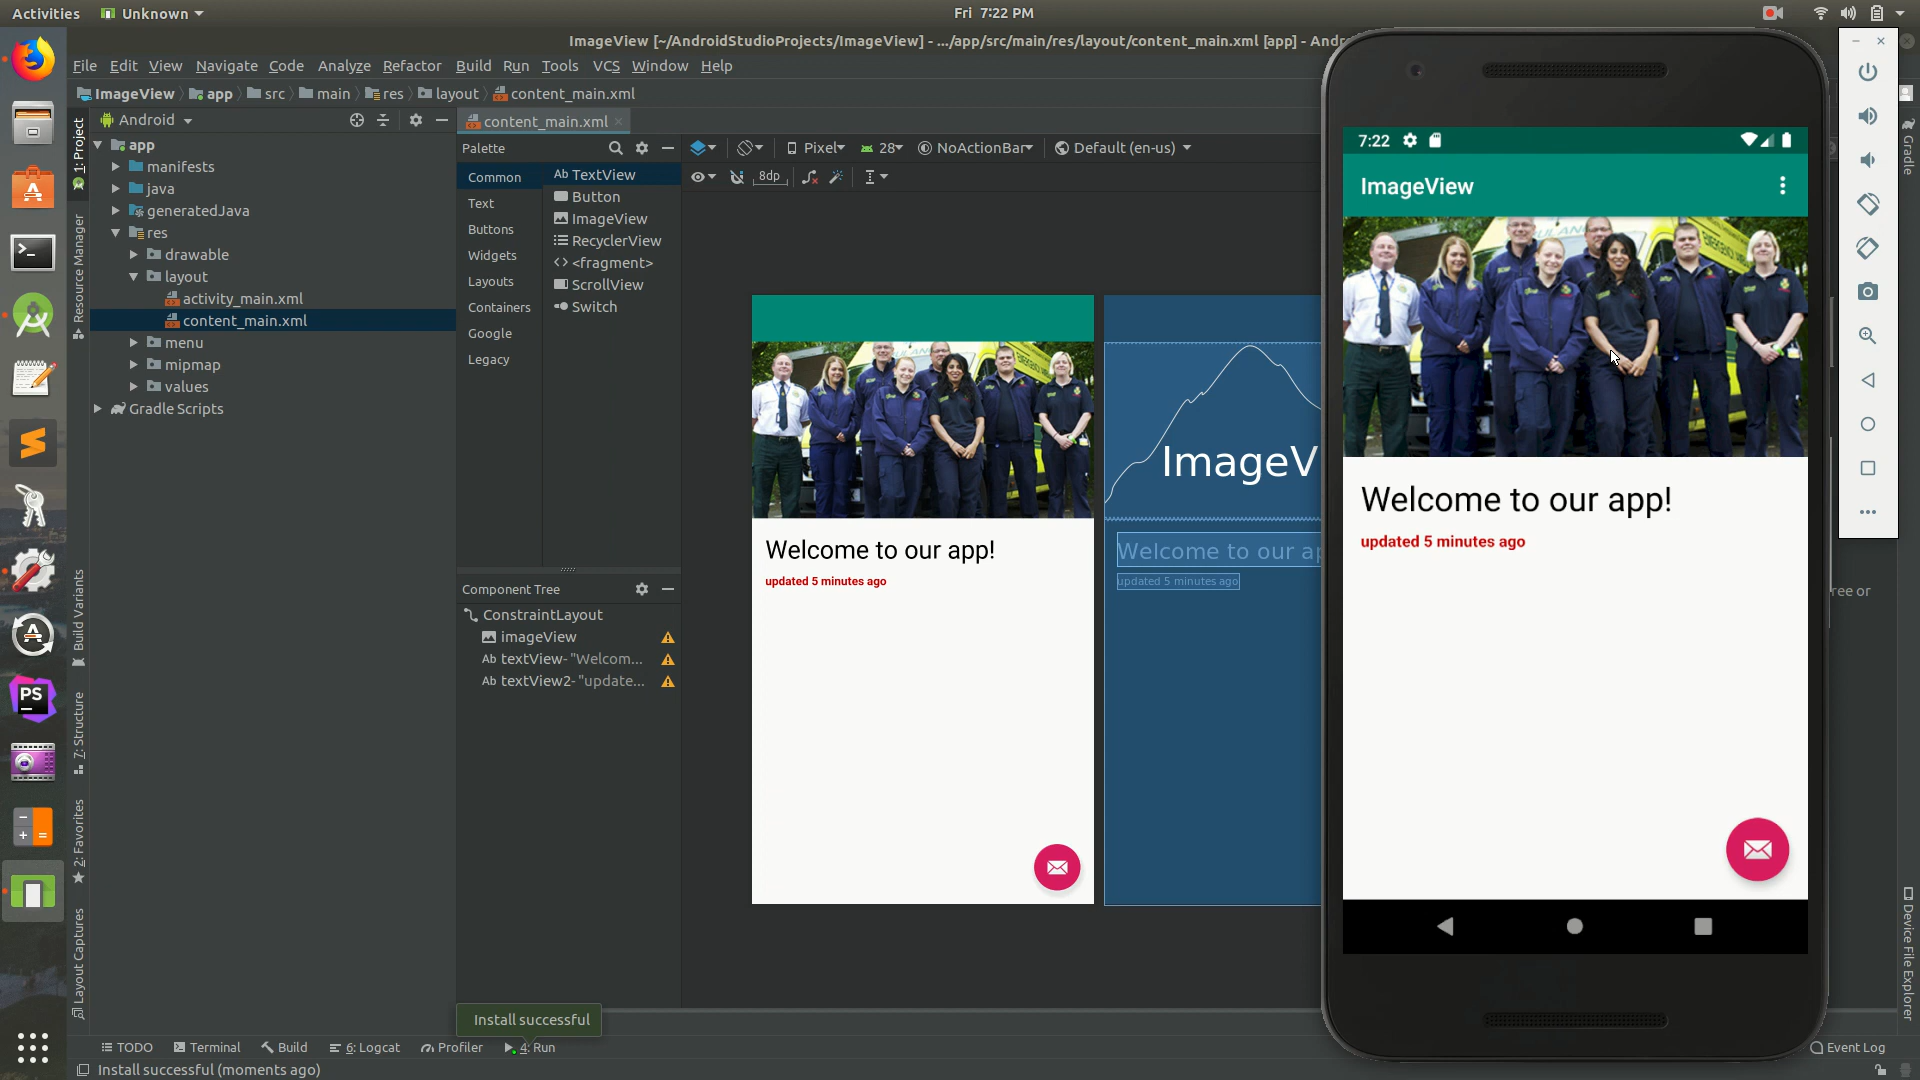 Activities
Unknown
Fri 7:22 PM
ImageView [~/AndroidStudioProjects/ImageView] - .../app/src/main/res/layout/content_main.xml [app] - Andr
File Edit View Navigate Code Analyze Refactor Build Run Tools VCS Window Help
ImageView app src main res layout content_main.xml
Android
content_main.xml
1: Project
Resource Manager
Build Variants
7: Structure
2: Favorites
Layout Captures
app
manifests
java
generatedJava
res
drawable
layout
activity_main.xml
content_main.xml
menu
mipmap
values
Gradle Scripts
Palette
Common
Text
Buttons
Widgets
Layouts
Containers
Google
Legacy
Ab TextView
Button
ImageView
RecyclerView
<> <fragment>
ScrollView
Switch
Pixel
28
NoActionBar
Default (en-us)
8dp
Component Tree
ConstraintLayout
imageView
Ab textView- "Welcom...
Ab textView2- "update...
Welcome to our app!
updated 5 minutes ago
ImageV
Welcome to our ap
updated 5 minutes ago
7:22
ImageView
Welcome to our app!
updated 5 minutes ago
Gradle
ree or
Device File Explorer
PS
Install successful
TODO
Terminal
Build
6: Logcat
Profiler
4: Run
Event Log
Install successful (moments ago)